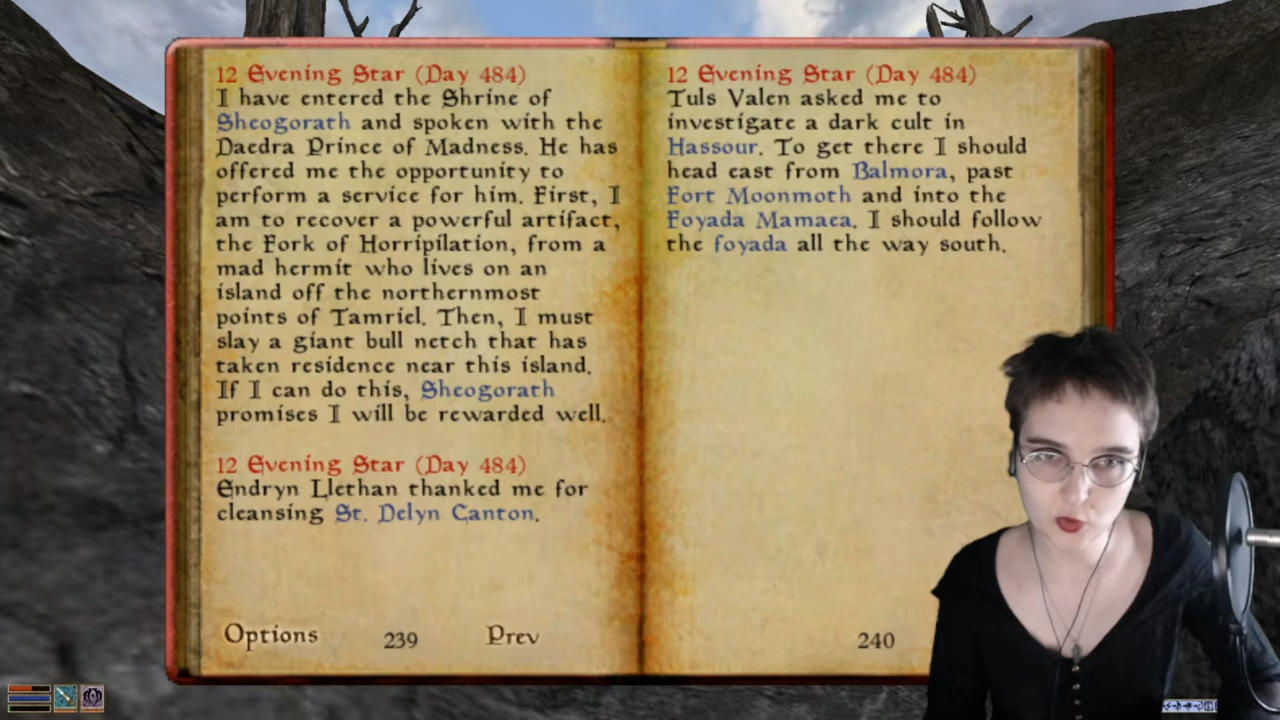 12 Evening Star (Day 484)
I have entered the Shrine of
Sheogorath and spoken with the
Daedra Prince of Madness. He has
offered me the opportunity to
perform a service for him. First, I
am to recover a powerful artifact,
the Fork of Horripilation, from a
mad hermit who lives on an
island off the northernmost
points of Tamriel. Then, I must
slay a giant bull netch that has
taken residence near this island.
If I can do this, Sheogorath
promises I will be rewarded well.
12 Evening Star (Day 484)
Endryn Llethan thanked me for
cleansing St. Delyn Canton.
Options
239
Prev
12 Evening Star (Day 484)
Tuls Valen asked me to
investigate a dark cult in
Hassour. To get there I should
head east from Balmora, past
Fort Moonmoth and into the
Foyada Mamaea. I should follow
the foyada all the way south.
240